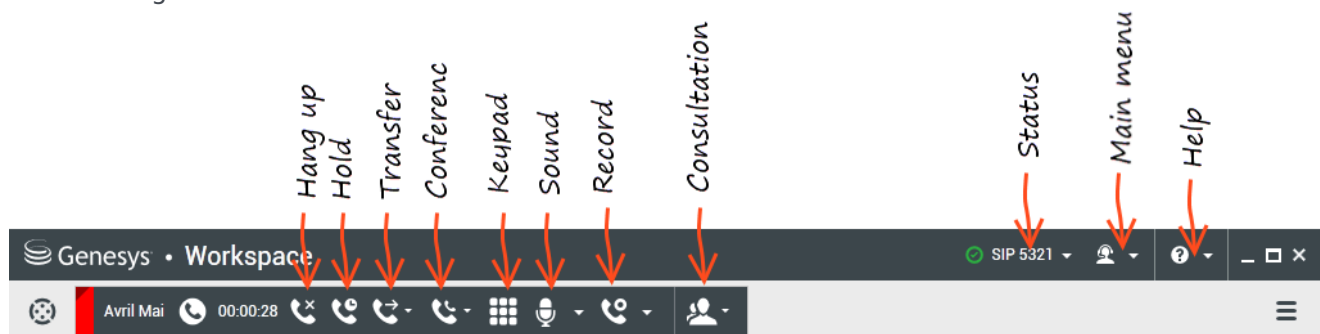 Hang up
Hold
Transfer
Conferenc
Keypad
Sound
Record
Consultation
Status
Main menu
Help
Genesys • Workspace
SIP 5321
Avril Mai 00:00:28